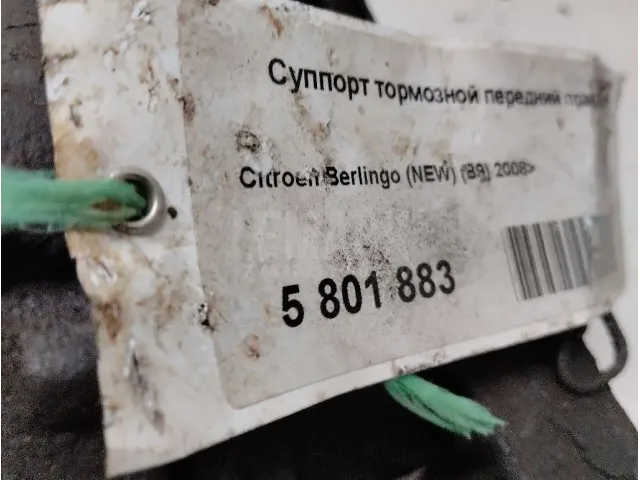 Суппорт тормозной передний
Citroen Berlingo (NEW) (B9) 2008>
5 801 883